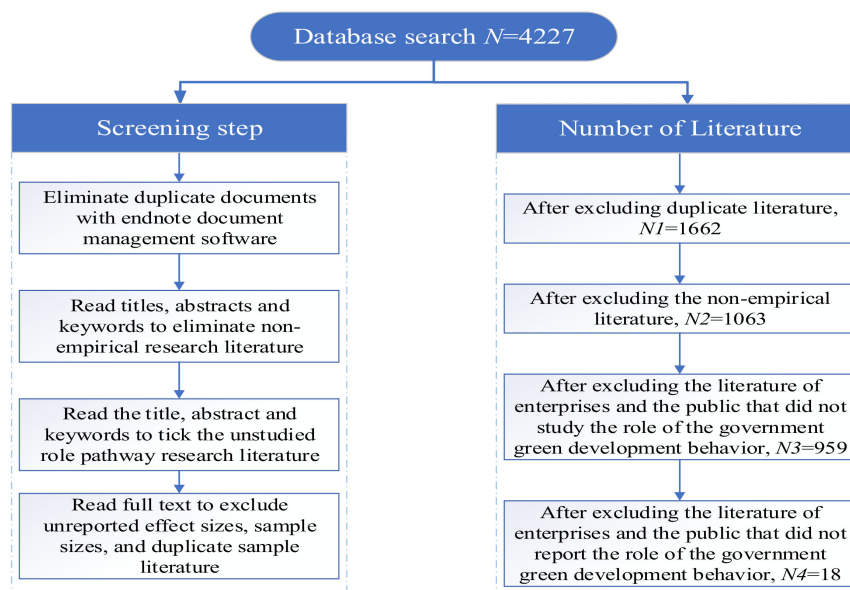 Database search N=4227
Screening step
Eliminate duplicate documents
with endnote document
management software
Read titles, abstracts and
keywords to eliminate non-
empirical research literature
Read the title, abstract and
keywords to tick the unstudied
role pathway research literature
Read full text to exclude
unreported effect sizes, sample
sizes, and duplicate sample
literature
Number of Literature
After excluding duplicate literature,
N1=1662
After excluding the non-empirical
literature, N2=1063
After excluding the literature of
enterprises and the public that did not
study the role of the government
green development behavior, N3=959
After excluding the literature of
enterprises and the public that did not
report the role of the government
green development behavior, N4=18